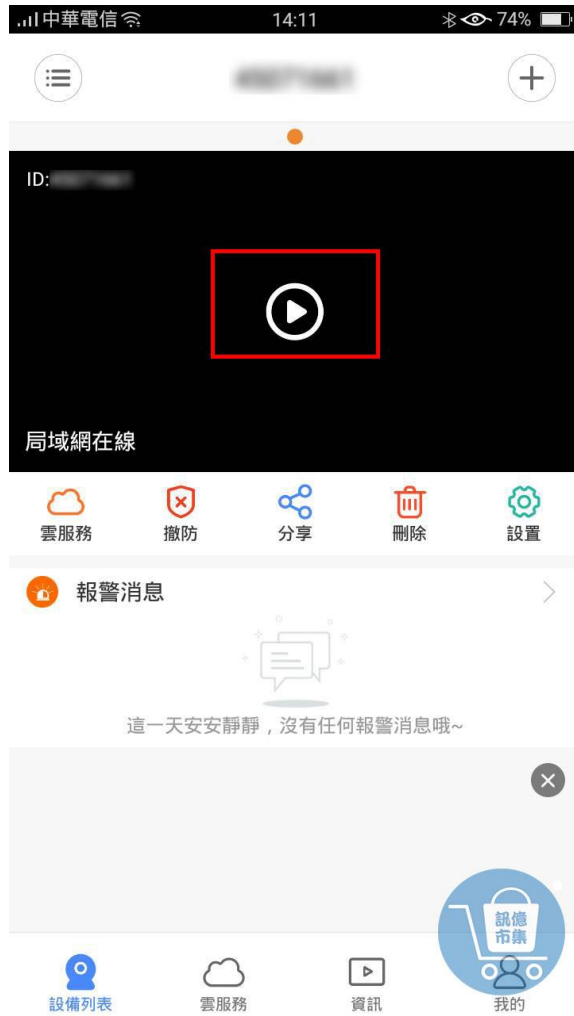 中華電信
14:11
74%
ID:
局域網在線
雲服務
撤防
分享
刪除
設置
報警消息
這一天安安靜靜，沒有任何報警消息哦~
訊億
市集
設備列表
雲服務
資訊
我的